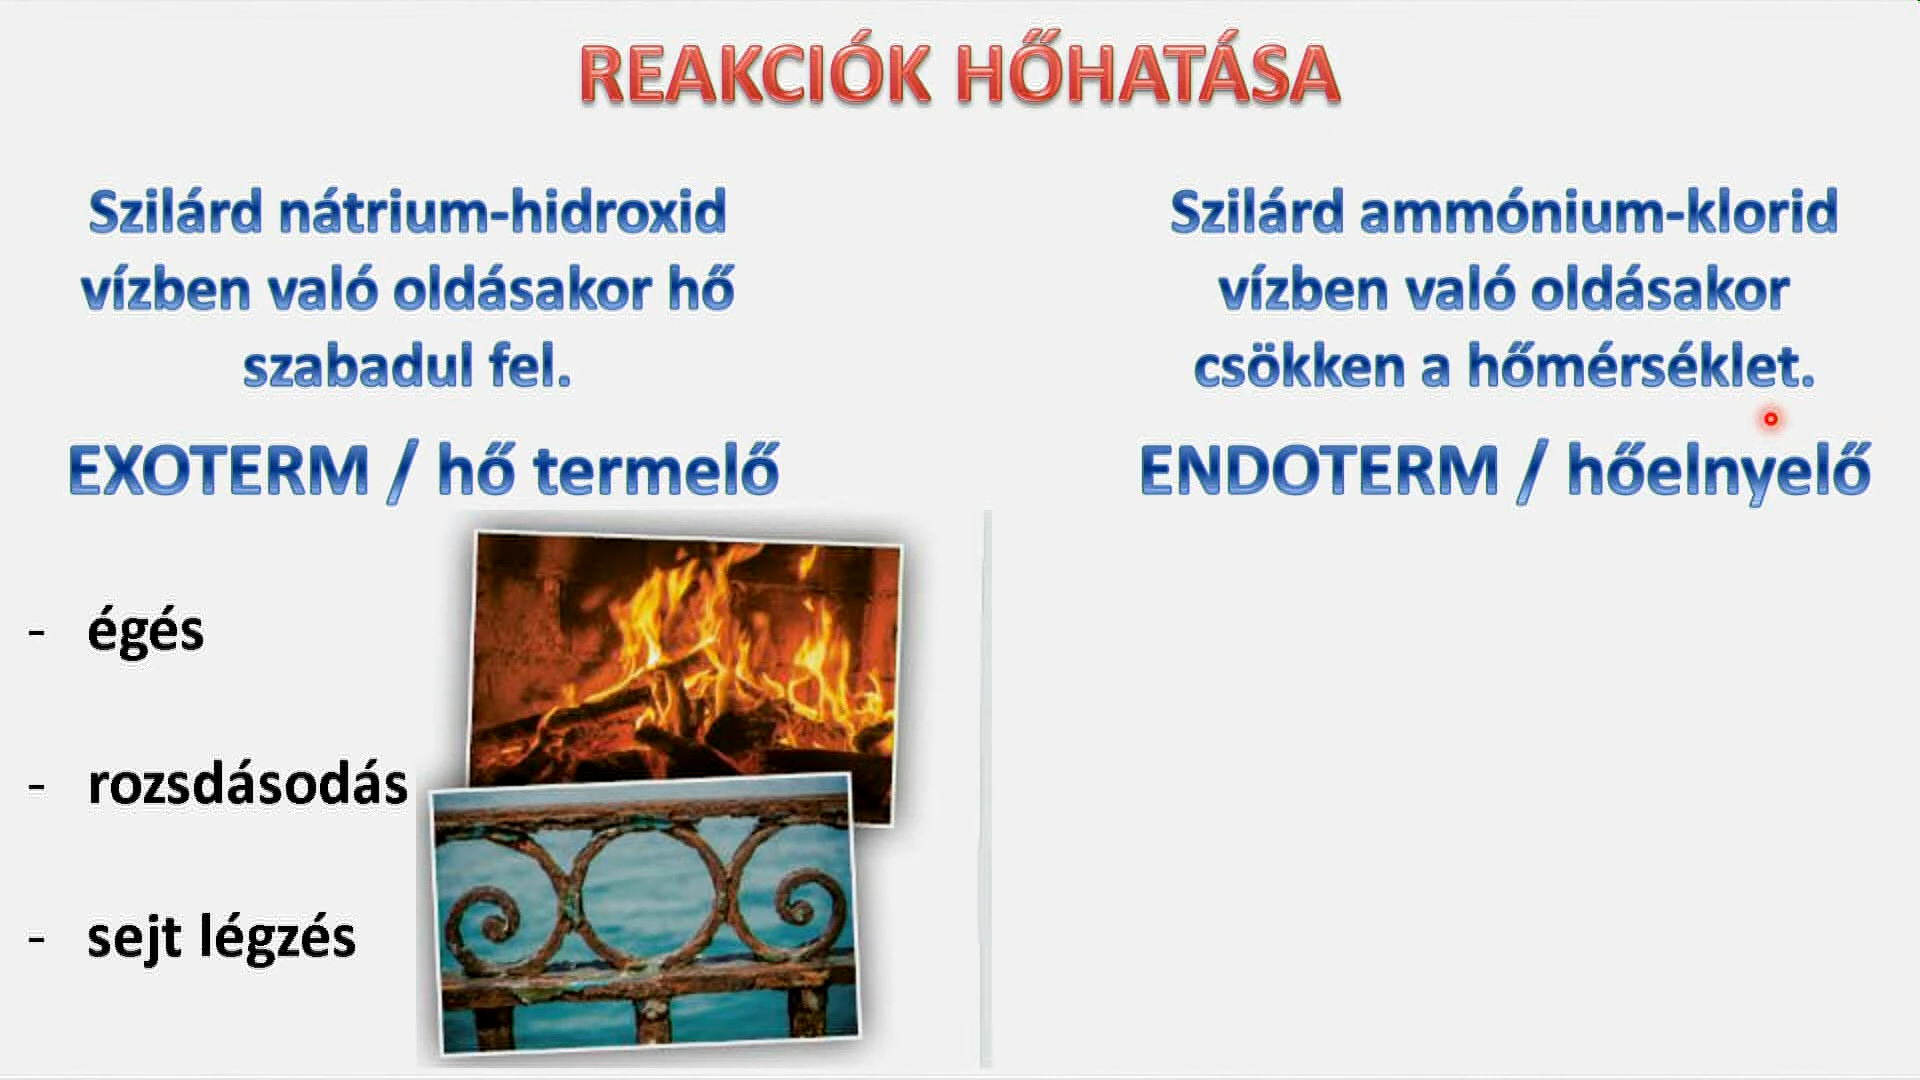 REAKCIÓK HŐHATÁSA
Szilárd nátrium-hidroxid
vízben való oldásakor hő
szabadul fel.
EXOTERM / hő termelő
- égés
- rozsdásodás
- sejt légzés
Szilárd ammónium-klorid
vízben való oldásakor
csökken a hőmérséklet.
ENDOTERM / hőelnyelő